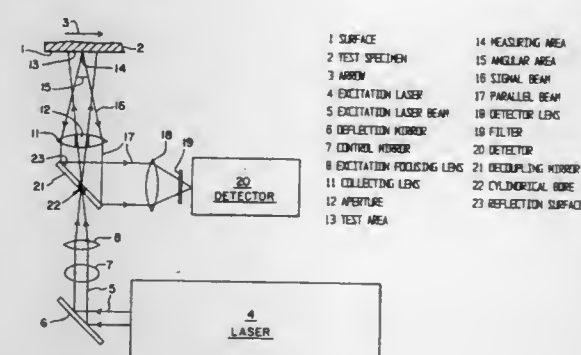 3
1
13
2
14
15
16
12
11
17
18
19
23
21
22
20
DETECTOR
8
7
5
6
4
LASER
1 SURFACE
2 TEST SPECIMEN
3 ARROW
4 EXCITATION LASER
5 EXCITATION LASER BEAM
6 DEFLECTION MIRROR
7 CONTROL MIRROR
8 EXCITATION FOCUSING LENS
11 COLLECTING LENS
12 APERTURE
13 TEST AREA
14 MEASURING AREA
15 ANGULAR AREA
16 SIGNAL BEAM
17 PARALLEL BEAM
18 DETECTOR LENS
19 FILTER
20 DETECTOR
21 DECOUPLING MIRROR
22 CYLINDRICAL BORE
23 REFLECTION SURFACE